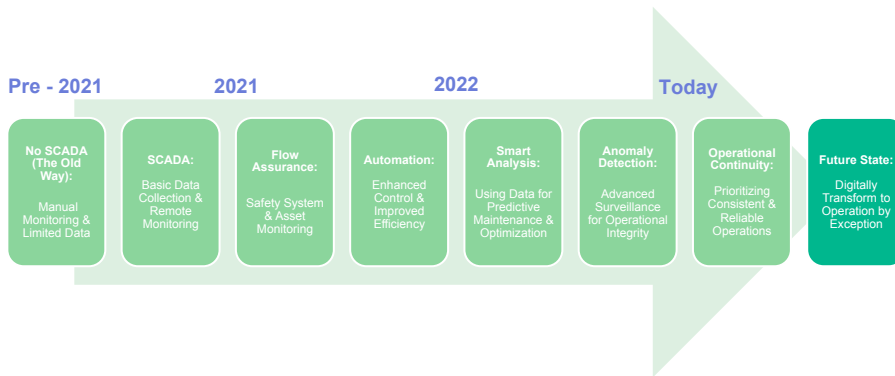 Pre - 2021
2021
2022
Today
No SCADA
(The Old
Way):
Manual
Monitoring &
Limited Data
SCADA:
Basic Data
Collection &
Remote
Monitoring
Flow
Assurance:
Safety System
& Asset
Monitoring
Automation:
Enhanced
Control &
Improved
Efficiency
Smart
Analysis:
Using Data for
Predictive
Maintenance &
Optimization
Anomaly
Detection:
Advanced
Surveillance
for Operational
Integrity
Operational
Continuity:
Prioritizing
Consistent &
Reliable
Operations
Future State:
Digitally
Transform to
Operation by
Exception